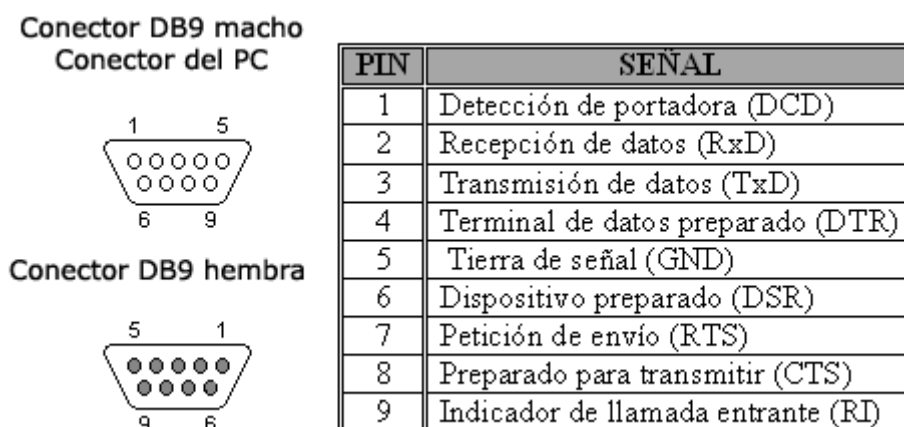 Conector DB9 macho
Conector del PC
1 5
6 9
Conector DB9 hembra
5 1
9 6
PIN SEÑAL
1 Detección de portadora (DCD)
2 Recepción de datos (RxD)
3 Transmisión de datos (TxD)
4 Terminal de datos preparado (DTR)
5 Tierra de señal (GND)
6 Dispositivo preparado (DSR)
7 Petición de envío (RTS)
8 Preparado para transmitir (CTS)
9 Indicador de llamada entrante (RI)